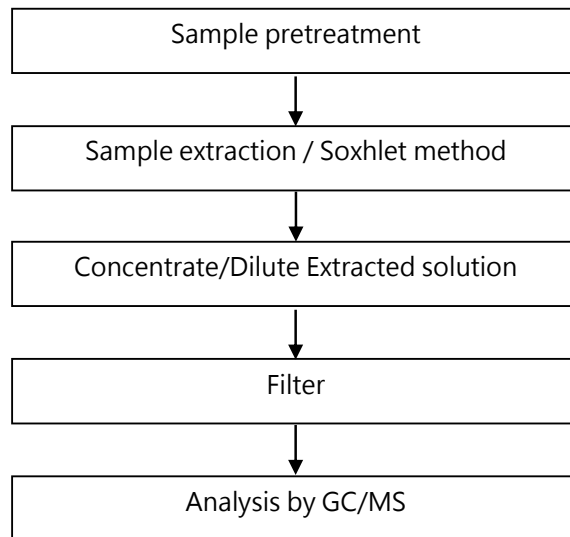 Sample pretreatment
Sample extraction / Soxhlet method
Concentrate/Dilute Extracted solution
Filter
Analysis by GC/MS